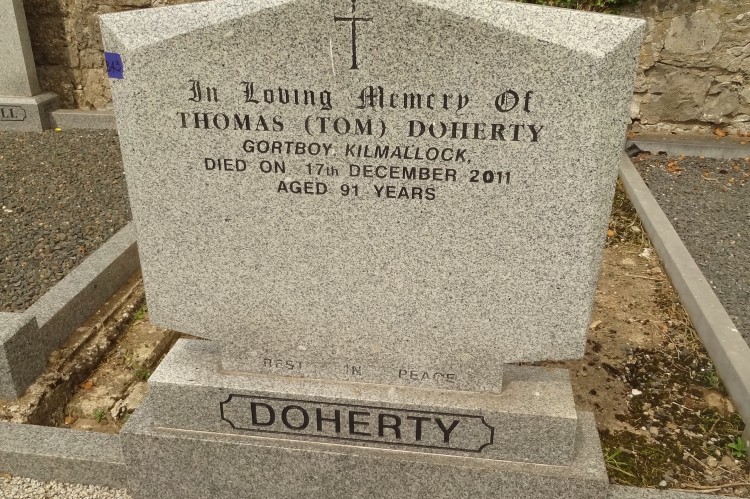 In Loving Memory Of
THOMAS (TOM) DOHERTY
GORTBOY, KILMALLOCK,
DIED ON 17th DECEMBER 2011
AGED 91 YEARS
REST IN PEACE
DOHERTY